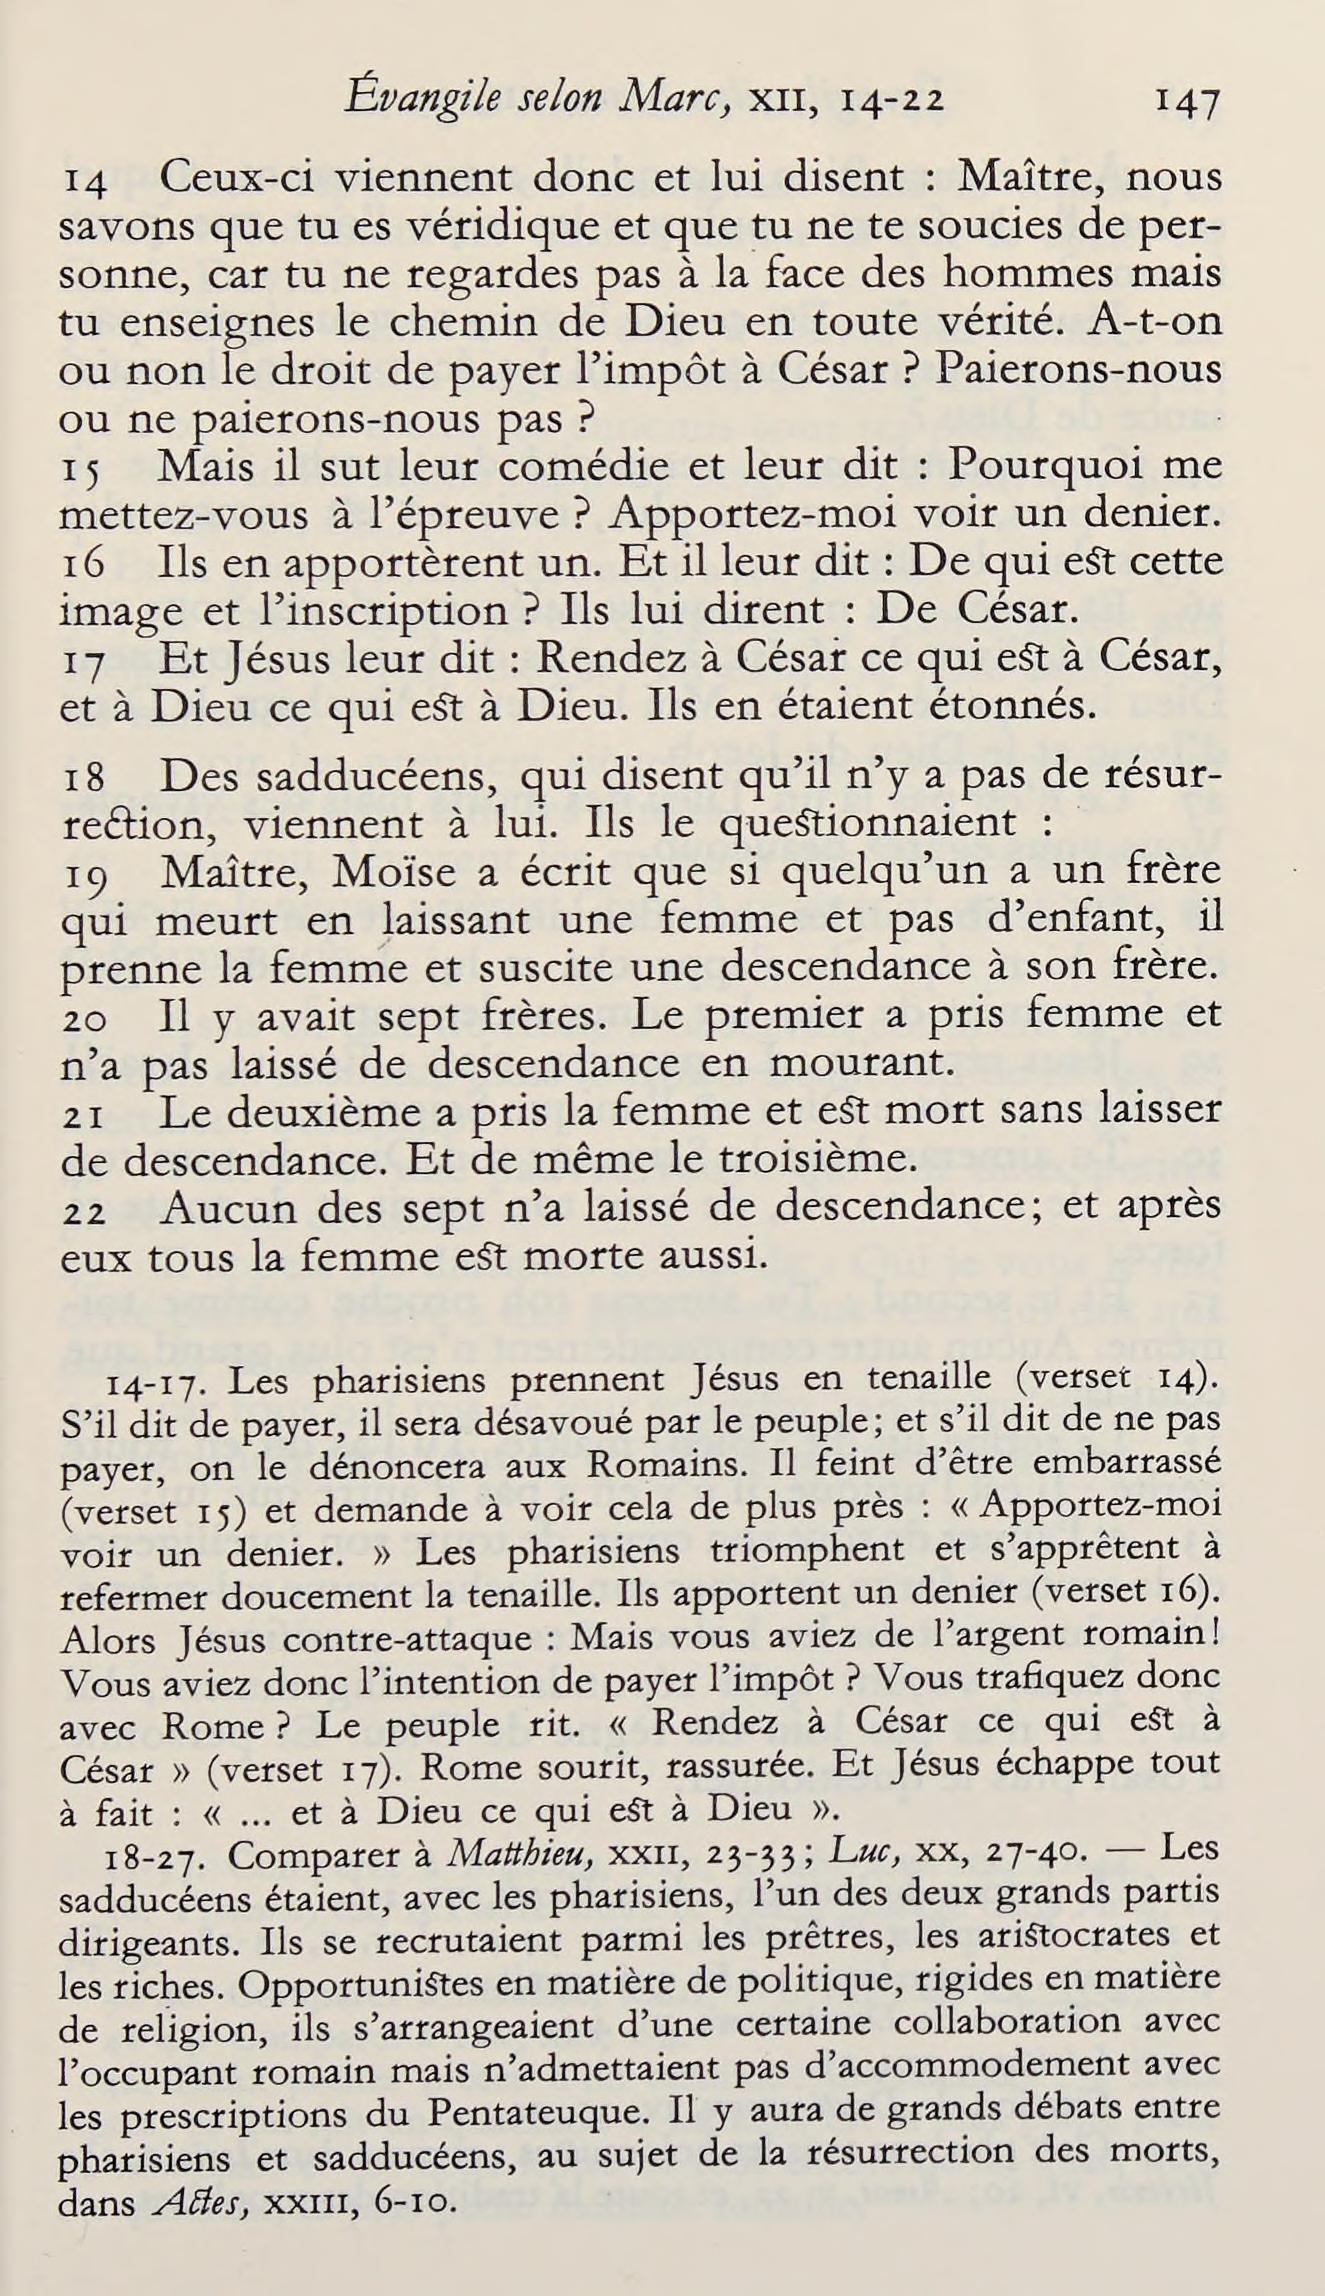 Évangile selon Marc, XII, 14-22 147
14 Ceux-ci viennent donc et lui disent : Maître, nous
savons que tu es véridique et que tu ne te soucies de per-
sonne, car tu ne regardes pas à la face des hommes mais
tu enseignes le chemin de Dieu en toute vérité. A-t-on
ou non le droit de payer l’impôt à César ? Paierons-nous
ou ne paierons-nous pas ?
15 Mais il sut leur comédie et leur dit : Pourquoi me
mettez-vous à l’épreuve ? Apportez-moi voir un denier.
16 Ils en apportèrent un. Et il leur dit : De qui est cette
image et l’inscription ? Ils lui dirent : De César.
17 Et Jésus leur dit : Rendez à César ce qui est à César,
et à Dieu ce qui est à Dieu. Ils en étaient étonnés.
18 Des sadducéens, qui disent qu’il n’y a pas de résur-
rection, viennent à lui. Ils le questionnaient :
19 Maître, Moïse a écrit que si quelqu’un a un frère
qui meurt en laissant une femme et pas d’enfant, il
prenne la femme et suscite une descendance à son frère.
20 Il y avait sept frères. Le premier a pris femme et
n’a pas laissé de descendance en mourant.
21 Le deuxième a pris la femme et est mort sans laisser
de descendance. Et de même le troisième.
22 Aucun des sept n’a laissé de descendance; et après
eux tous la femme est morte aussi.
14-17. Les pharisiens prennent Jésus en tenaille (verset 14).
S’il dit de payer, il sera désavoué par le peuple; et s’il dit de ne pas
payer, on le dénoncera aux Romains. Il feint d’être embarrassé
(verset 15) et demande à voir cela de plus près : « Apportez-moi
voir un denier. » Les pharisiens triomphent et s’apprêtent à
refermer doucement la tenaille. Ils apportent un denier (verset 16).
Alors Jésus contre-attaque : Mais vous aviez de l’argent romain!
Vous aviez donc l’intention de payer l’impôt ? Vous trafiquez donc
avec Rome ? Le peuple rit. « Rendez à César ce qui est à
César » (verset 17). Rome sourit, rassurée. Et Jésus échappe tout
à fait : « ... et à Dieu ce qui est à Dieu ».
18-27. Comparer à Matthieu, XXII, 23-33; Luc, XX, 27-40. — Les
sadducéens étaient, avec les pharisiens, l’un des deux grands partis
dirigeants. Ils se recrutaient parmi les prêtres, les aristocrates et
les riches. Opportunistes en matière de politique, rigides en matière
de religion, ils s’arrangeaient d’une certaine collaboration avec
l’occupant romain mais n’admettaient pas d’accommodement avec
les prescriptions du Pentateuque. Il y aura de grands débats entre
pharisiens et sadducéens, au sujet de la résurrection des morts,
dans Actes, XXIII, 6-10.